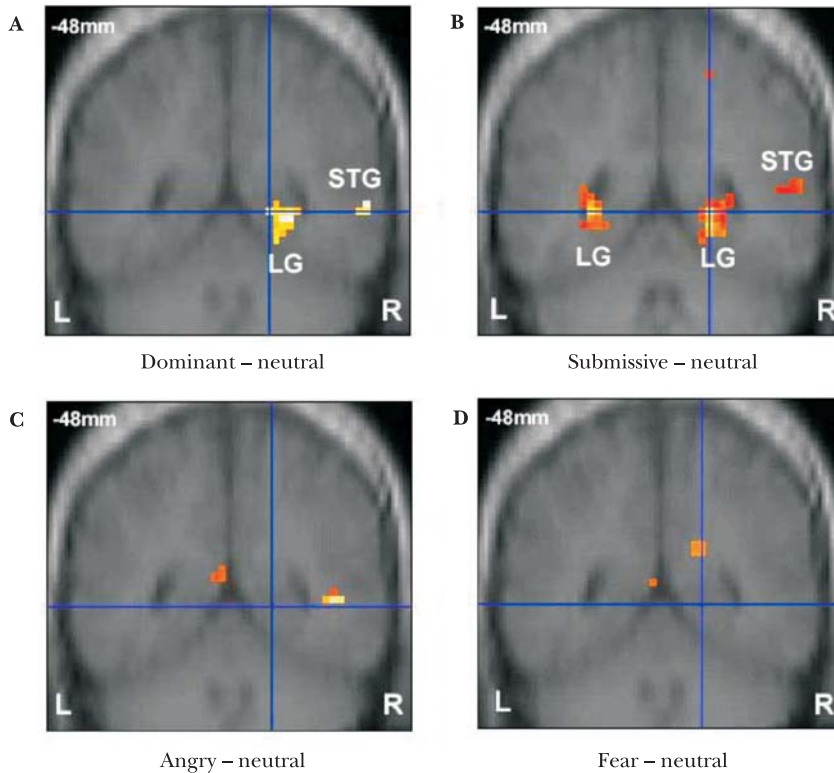 A
-48mm
STG
LG
L R
Dominant – neutral
B
-48mm
STG
LG LG
L R
Submissive – neutral
C
-48mm
L R
Angry – neutral
D
-48mm
L R
Fear – neutral